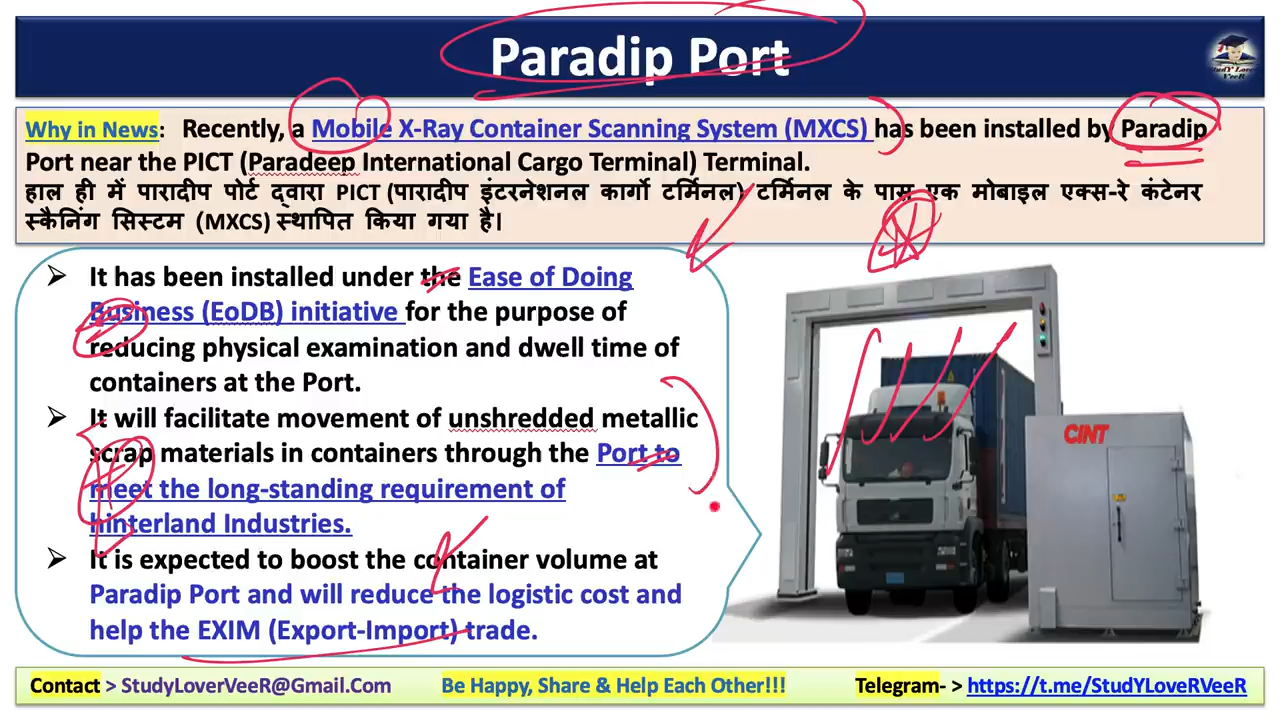 Paradip Port
StudY Lover
VeeR
Why in News: Recently, a Mobile X-Ray Container Scanning System (MXCS) has been installed by Paradip
Port near the PICT (Paradeep International Cargo Terminal) Terminal.
हाल ही में पारादीप पोर्ट द्वारा PICT (पारादीप इंटरनेशनल कार्गो टर्मिनल) टर्मिनल के पास एक मोबाइल एक्स-रे कंटेनर
स्कैनिंग सिस्टम (MXCS) स्थापित किया गया है।
➢ It has been installed under the Ease of Doing
Business (EoDB) initiative for the purpose of
reducing physical examination and dwell time of
containers at the Port.
➢ It will facilitate movement of unshredded metallic
scrap materials in containers through the Port to
meet the long-standing requirement of
hinterland Industries.
➢ It is expected to boost the container volume at
Paradip Port and will reduce the logistic cost and
help the EXIM (Export-Import) trade.
CINT
Contact > StudyLoverVeeR@Gmail.Com Be Happy, Share & Help Each Other!!! Telegram- > https://t.me/StudYLoveRVeeR